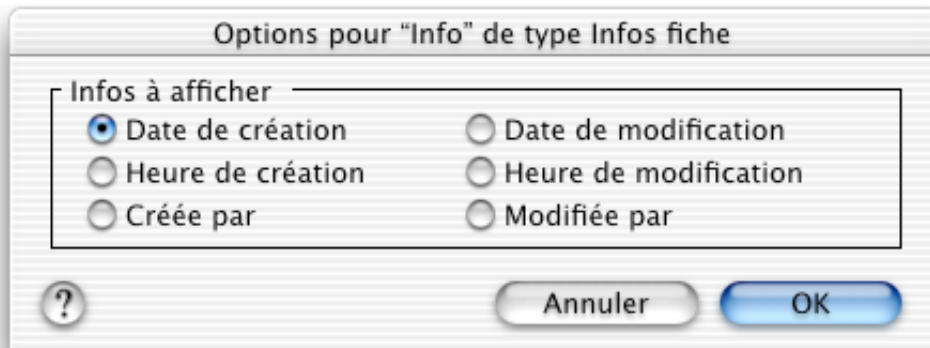 Options pour “Info” de type Infos fiche
Infos à afficher
Date de création
Date de modification
Heure de création
Heure de modification
Créée par
Modifiée par
?
Annuler
OK